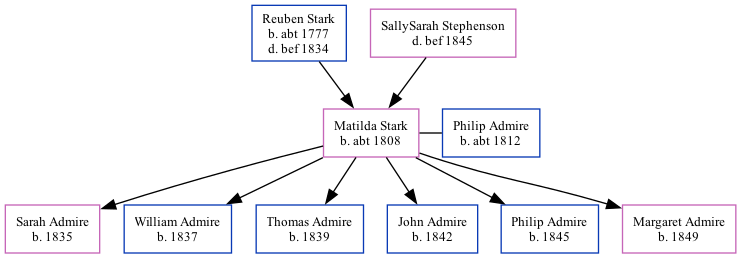 Reuben Stark
b. abt 1777
d. bef 1834
SallySarah Stephenson
d. bef 1845
Matilda Stark
b. abt 1808
Philip Admire
b. abt 1812
Sarah Admire
b. 1835
William Admire
b. 1837
Thomas Admire
b. 1839
John Admire
b. 1842
Philip Admire
b. 1845
Margaret Admire
b. 1849